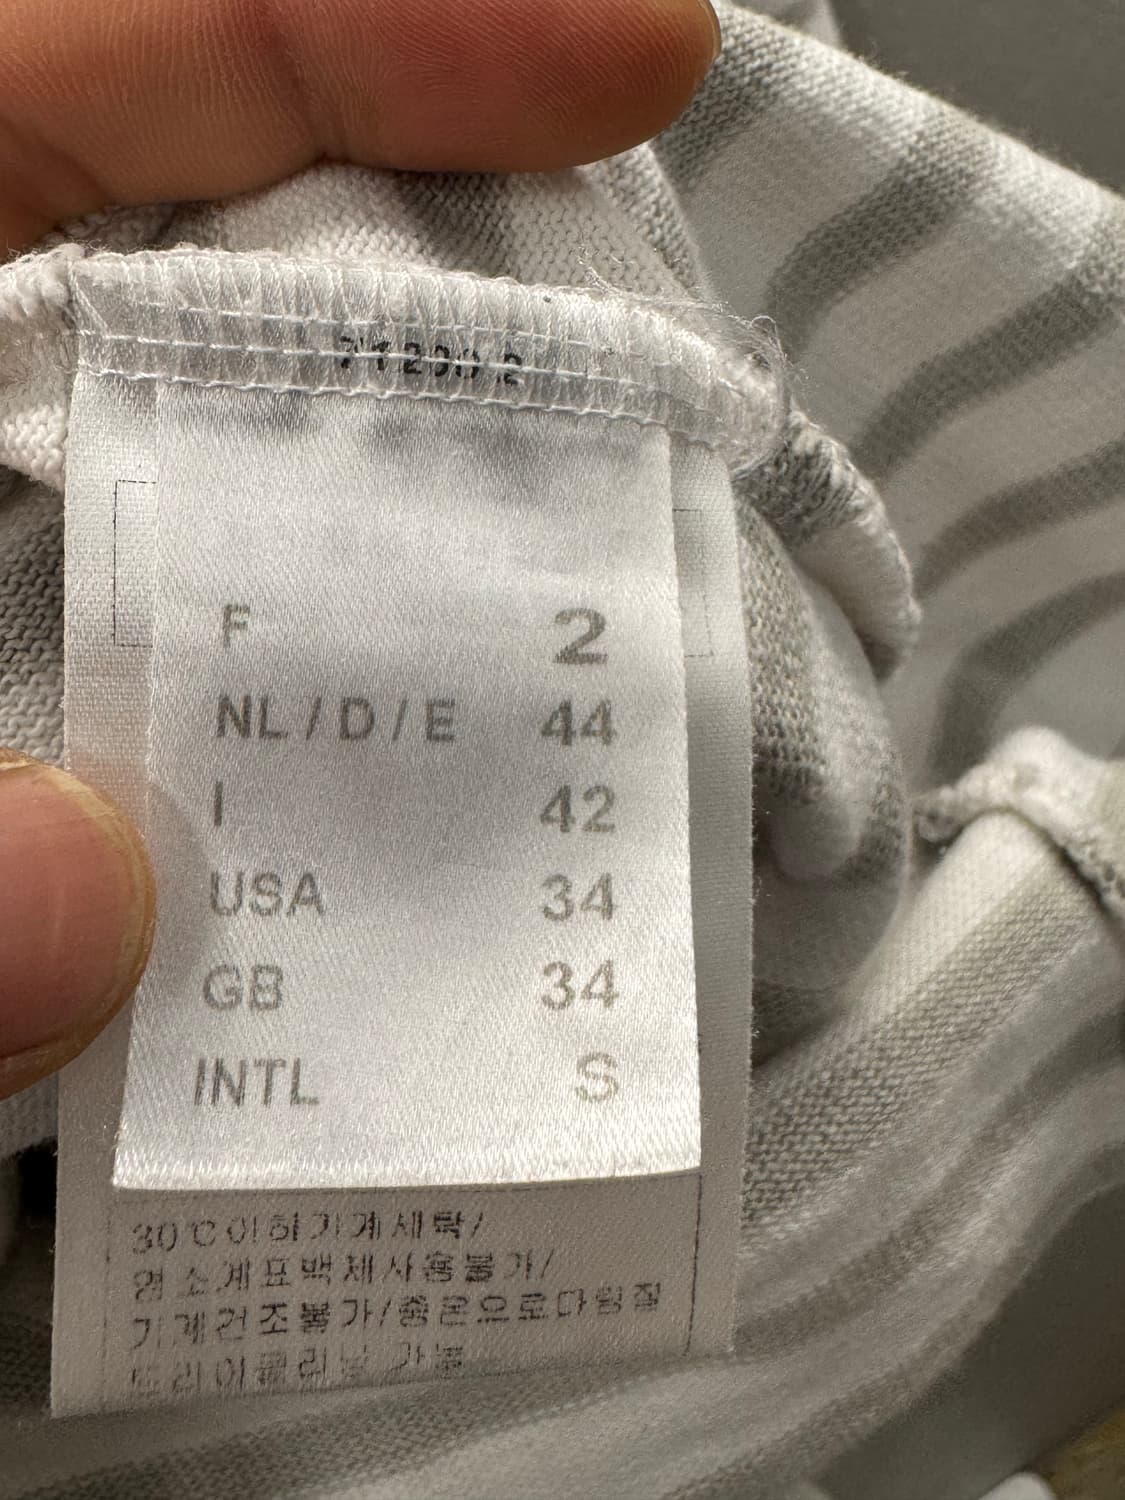 F 2
NL / D / E 44
I 42
USA 34
GB 34
INTL S
30℃이하기계세탁/
염소계표백제사용불가/
기계건조불가/중온으로다림질
드라이클리닝 가능